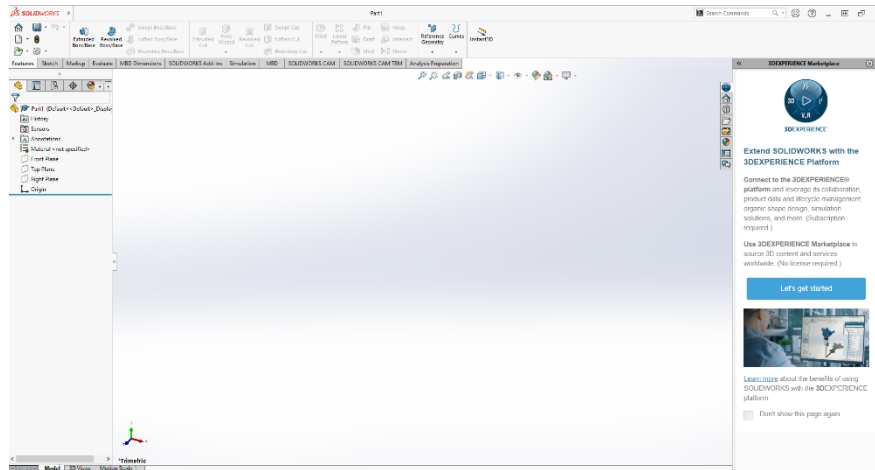 SOLIDWORKS
Part1
Search Commands
Extruded Boss/Base
Revolved Boss/Base
Swept Boss/Base
Lofted Boss/Base
Boundary Boss/Base
Extruded Cut
Hole Wizard
Revolved Cut
Swept Cut
Lofted Cut
Boundary Cut
Fillet
Linear Pattern
Rib
Draft
Shell
Wrap
Intersect
Mirror
Reference Geometry
Curves
Instant3D
Features Sketch Markup Evaluate MBD Dimensions SOLIDWORKS Add-ins Simulation MBD SOLIDWORKS CAM SOLIDWORKS CAM TBM Analysis Preparation
Part1 (Default<<Default>_Displa
History
Sensors
Annotations
Material <not specified>
Front Plane
Top Plane
Right Plane
Origin
*Trimetric
Model 3D Views Motion Study 1
3DEXPERIENCE Marketplace
3D
V.R
3DEXPERIENCE
Extend SOLIDWORKS with the
3DEXPERIENCE Platform
Connect to the 3DEXPERIENCE®
platform and leverage its collaboration,
product data and lifecycle management,
organic shape design, simulation
solutions, and more. (Subscription
required.)
Use 3DEXPERIENCE Marketplace to
source 3D content and services
worldwide. (No license required.)
Let's get started
Learn more about the benefits of using
SOLIDWORKS with the 3DEXPERIENCE
platform
Don't show this page again